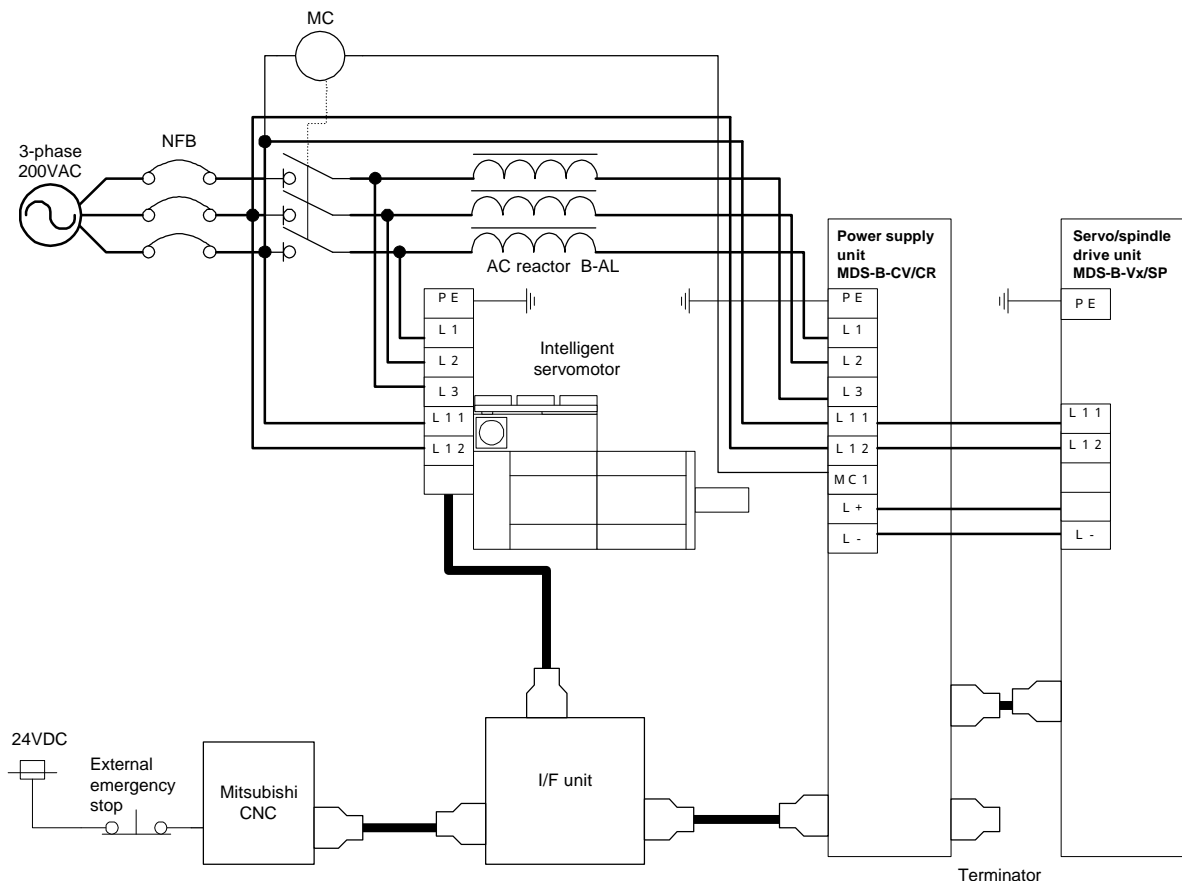 MC
NFB
3-phase
200VAC
AC reactor B-AL
Power supply
unit
MDS-B-CV/CR
Servo/spindle
drive unit
MDS-B-Vx/SP
PE
L1
L2
L3
L11
L12
Intelligent
servomotor
PE
L1
L2
L3
L11
L12
MC1
L+
L-
PE
L11
L12
L-
24VDC
External
emergency
stop
Mitsubishi
CNC
I/F unit
Terminator